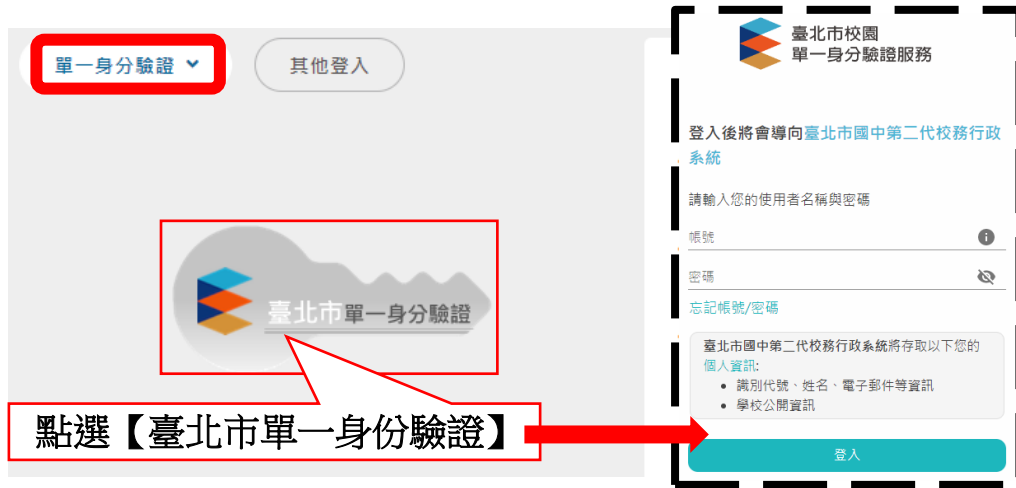 單一身分驗證
其他登入
臺北市單一身分驗證
點選【臺北市單一身份驗證】
臺北市校園
單一身分驗證服務
登入後將會導向臺北市國中第二代校務行政
系統
請輸入您的使用者名稱與密碼
帳號
密碼
忘記帳號/密碼
臺北市國中第二代校務行政系統將存取以下您的
個人資訊:
• 識別代號、姓名、電子郵件等資訊
• 學校公開資訊
登入